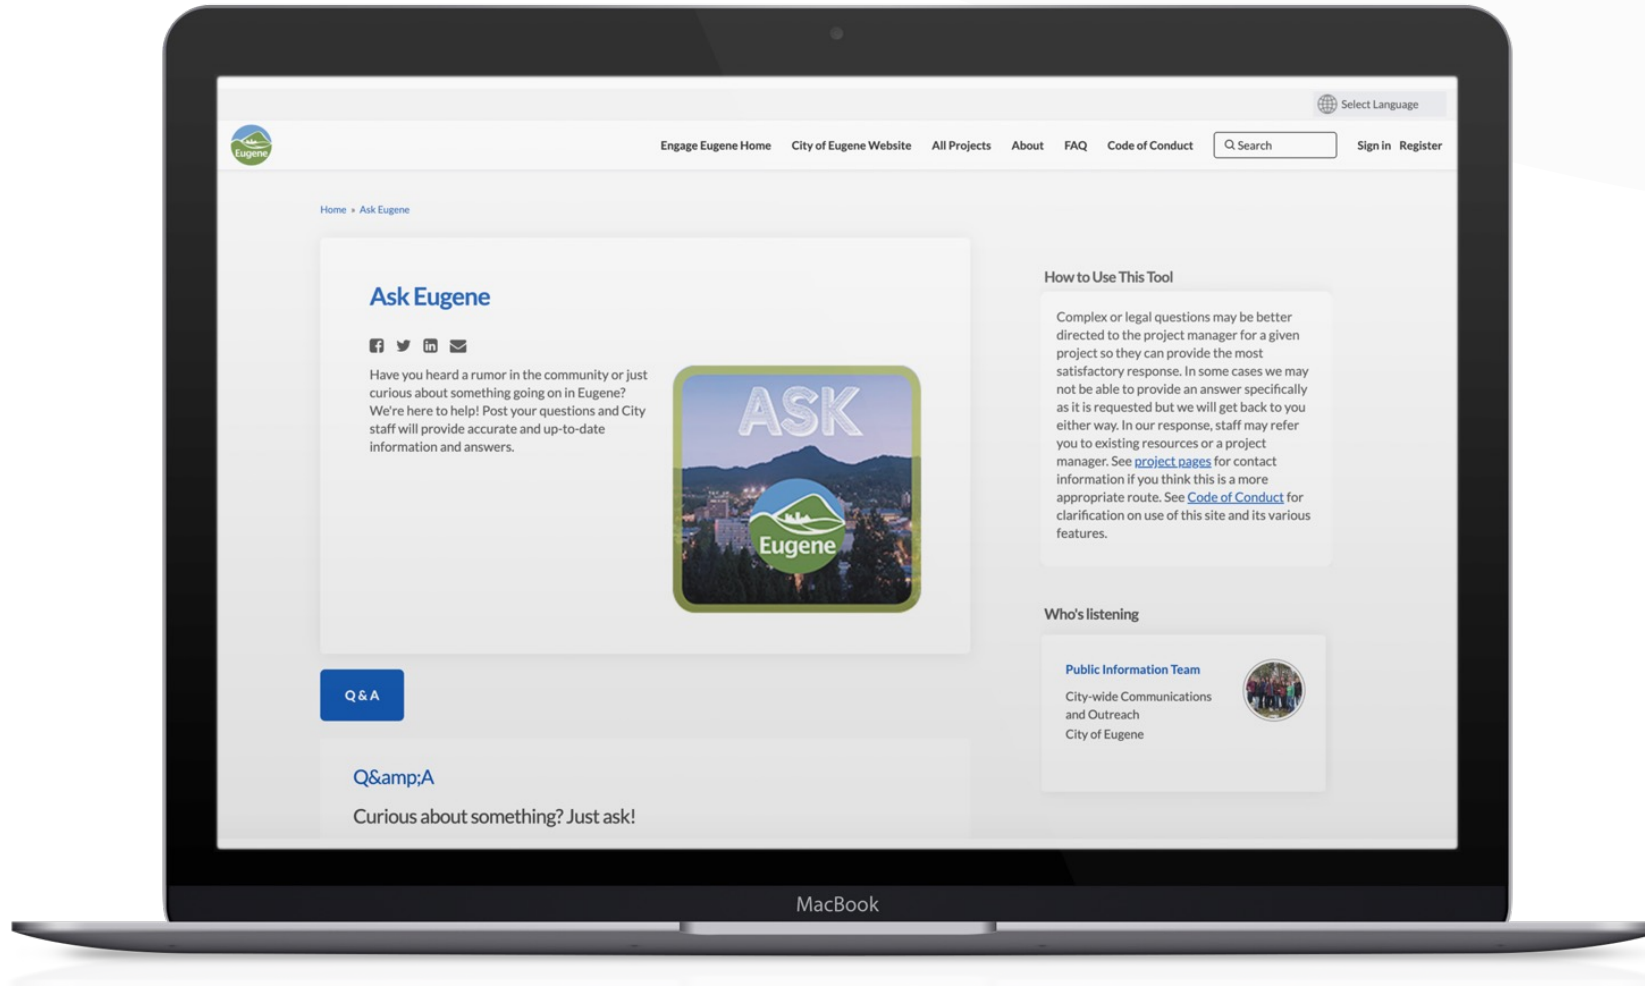 Select Language
Eugene
Engage Eugene Home City of Eugene Website All Projects About FAQ Code of Conduct Search Sign in Register
Home » Ask Eugene
Ask Eugene
Have you heard a rumor in the community or just
curious about something going on in Eugene?
We're here to help! Post your questions and City
staff will provide accurate and up-to-date
information and answers.
ASK
Eugene
Q & A
Q&amp;A
Curious about something? Just ask!
How to Use This Tool
Complex or legal questions may be better
directed to the project manager for a given
project so they can provide the most
satisfactory response. In some cases we may
not be able to provide an answer specifically
as it is requested but we will get back to you
either way. In our response, staff may refer
you to existing resources or a project
manager. See project pages for contact
information if you think this is a more
appropriate route. See Code of Conduct for
clarification on use of this site and its various
features.
Who's listening
Public Information Team
City-wide Communications
and Outreach
City of Eugene
MacBook